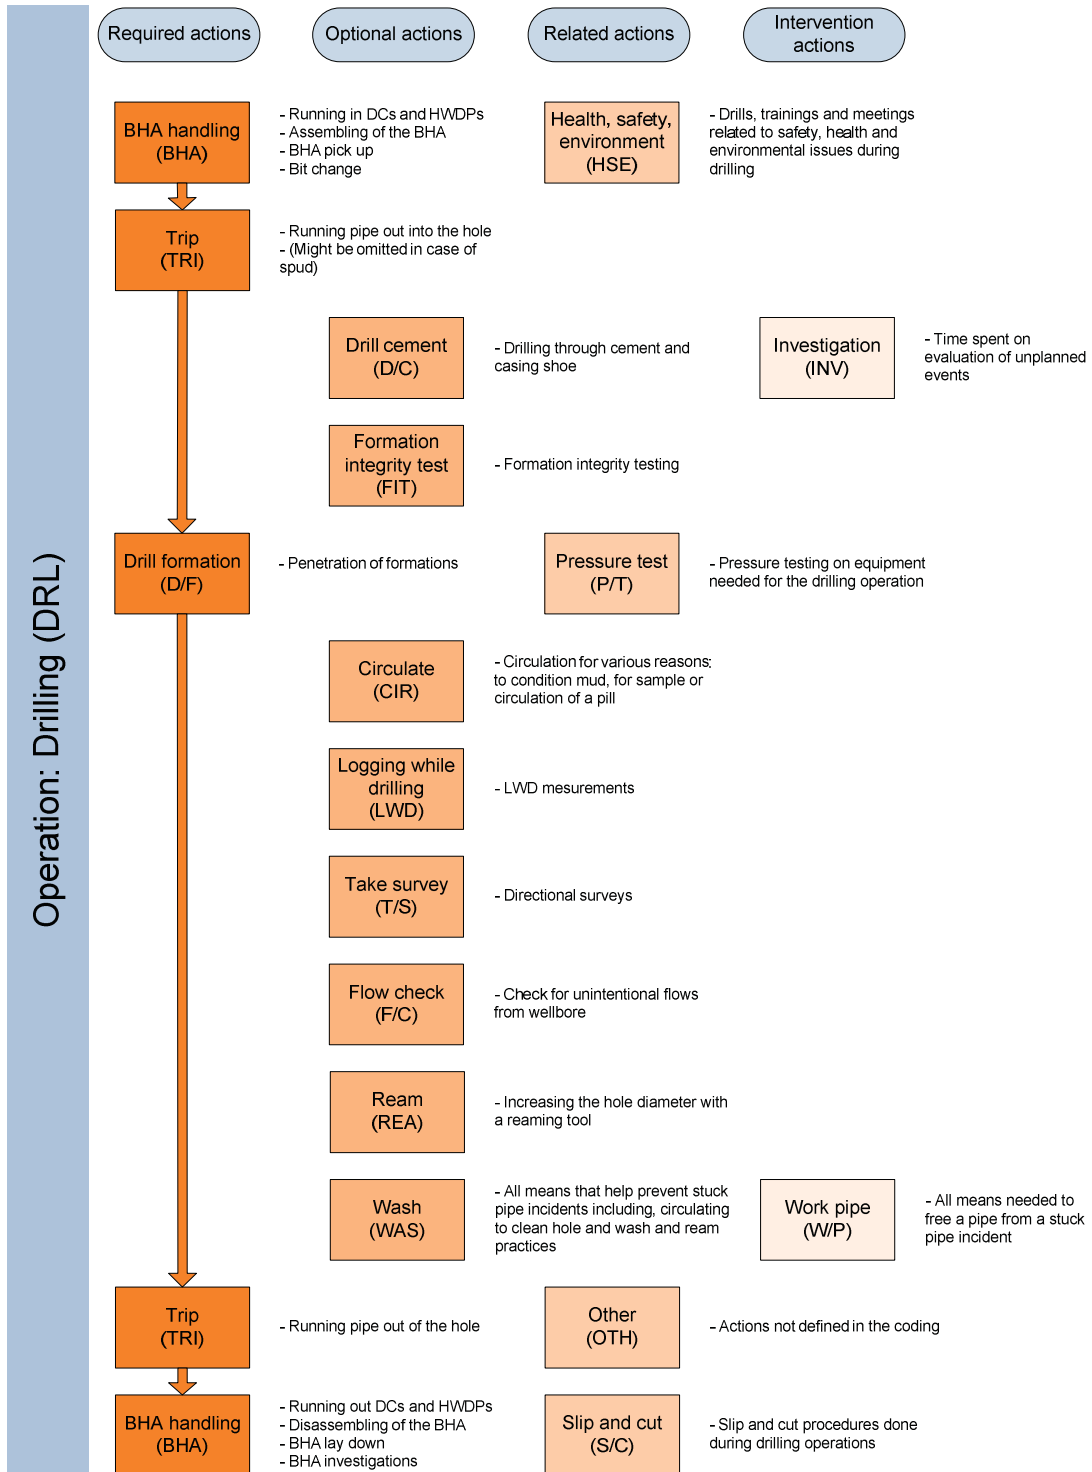 Operation: Drilling (DRL)
Required actions
Optional actions
Related actions
Intervention
actions
BHA handling
(BHA)
- Running in DCs and HWDPs
- Assembling of the BHA
- BHA pick up
- Bit change
Health, safety,
environment
(HSE)
- Drills, trainings and meetings
related to safety, health and
environmental issues during
drilling
Trip
(TRI)
- Running pipe out into the hole
- (Might be omitted in case of
spud)
Drill cement
(D/C)
- Drilling through cement and
casing shoe
Investigation
(INV)
- Time spent on
evaluation of unplanned
events
Formation
integrity test
(FIT)
- Formation integrity testing
Drill formation
(D/F)
- Penetration of formations
Pressure test
(P/T)
- Pressure testing on equipment
needed for the drilling operation
Circulate
(CIR)
- Circulation for various reasons:
to condition mud, for sample or
circulation of a pill
Logging while
drilling
(LWD)
- LWD mesurements
Take survey
(T/S)
- Directional surveys
Flow check
(F/C)
- Check for unintentional flows
from wellbore
Ream
(REA)
- Increasing the hole diameter with
a reaming tool
Wash
(WAS)
- All means that help prevent stuck
pipe incidents including, circulating
to clean hole and wash and ream
practices
Work pipe
(W/P)
- All means needed to
free a pipe from a stuck
pipe incident
Trip
(TRI)
- Running pipe out of the hole
Other
(OTH)
- Actions not defined in the coding
BHA handling
(BHA)
- Running out DCs and HWDPs
- Disassembling of the BHA
- BHA lay down
- BHA investigations
Slip and cut
(S/C)
- Slip and cut procedures done
during drilling operations